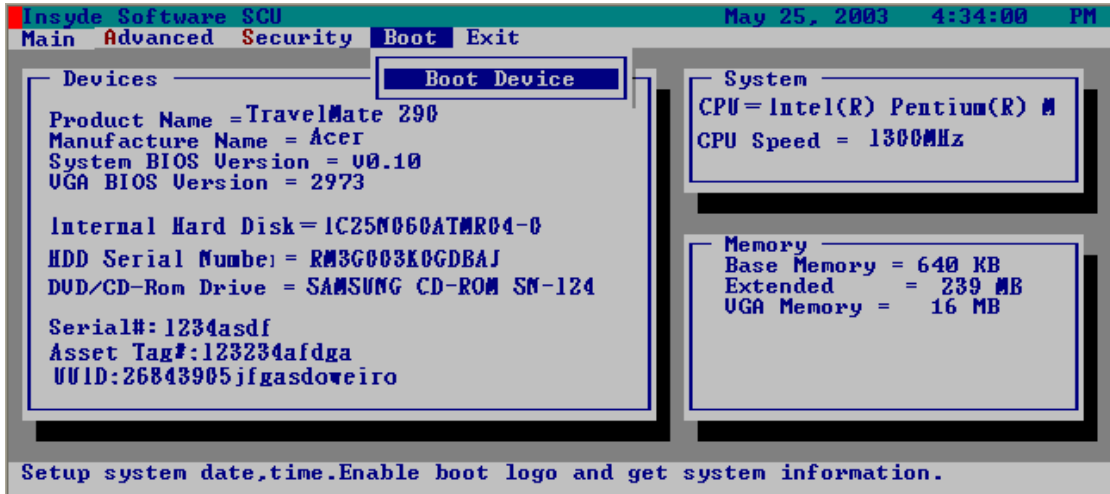 Insyde Software SCU May 25, 2003 4:34:00 PM
Main Advanced Security Boot Exit
Boot Device
Devices
Product Name = TravelMate 290
Manufacture Name = Acer
System BIOS Version = V0.10
VGA BIOS Version = 2973
Internal Hard Disk = IC25N060ATMR04-0
HDD Serial Number = RM3G003K0GDBAJ
DVD/CD-Rom Drive = SAMSUNG CD-ROM SN-124
Serial#: 1234asdf
Asset Tag#:123234afdga
UUID:26843905jfgasdoweiro
System
CPU = Intel(R) Pentium(R) M
CPU Speed = 1300MHz
Memory
Base Memory = 640 KB
Extended = 239 MB
VGA Memory = 16 MB
Setup system date,time.Enable boot logo and get system information.